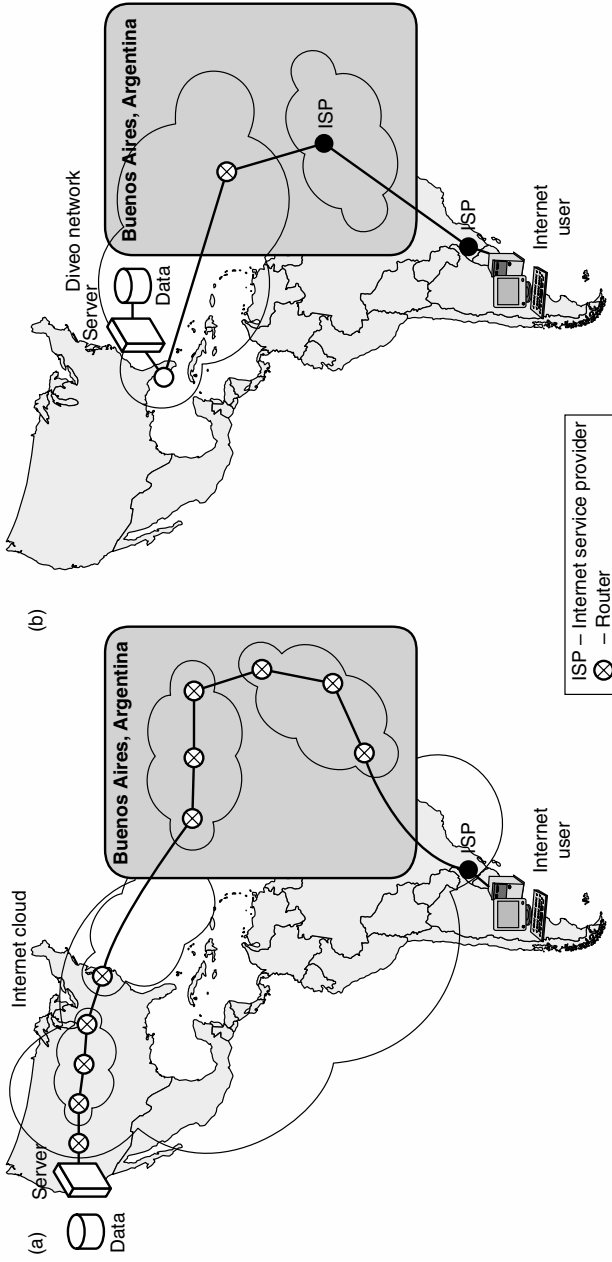 (a)
Internet cloud
Server
Data
Buenos Aires, Argentina
ISP
Internet
user
(b)
Diveo network
Server
Data
Buenos Aires, Argentina
ISP
ISP
Internet
user
ISP – Internet service provider
– Router